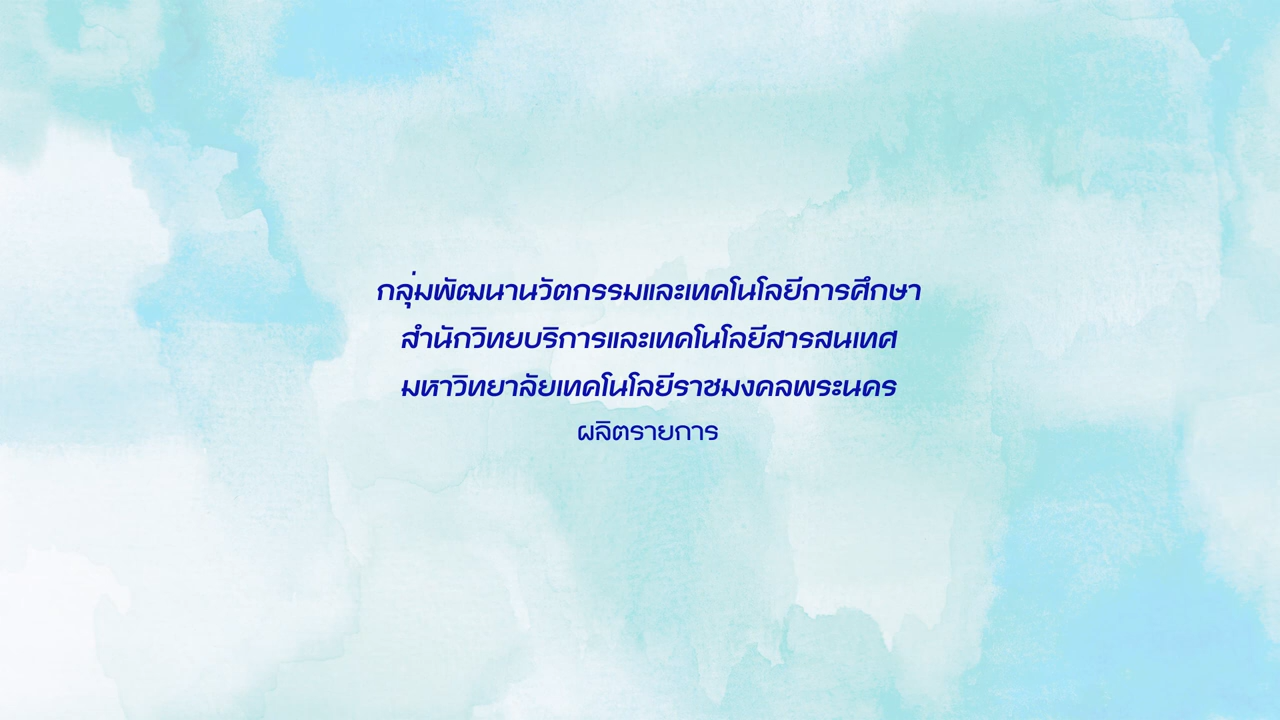 กลุ่มพัฒนานวัตกรรมและเทคโนโลยีการศึกษา
สำนักวิทยบริการและเทคโนโลยีสารสนเทศ
มหาวิทยาลัยเทคโนโลยีราชมงคลพระนคร
ผลิตรายการ